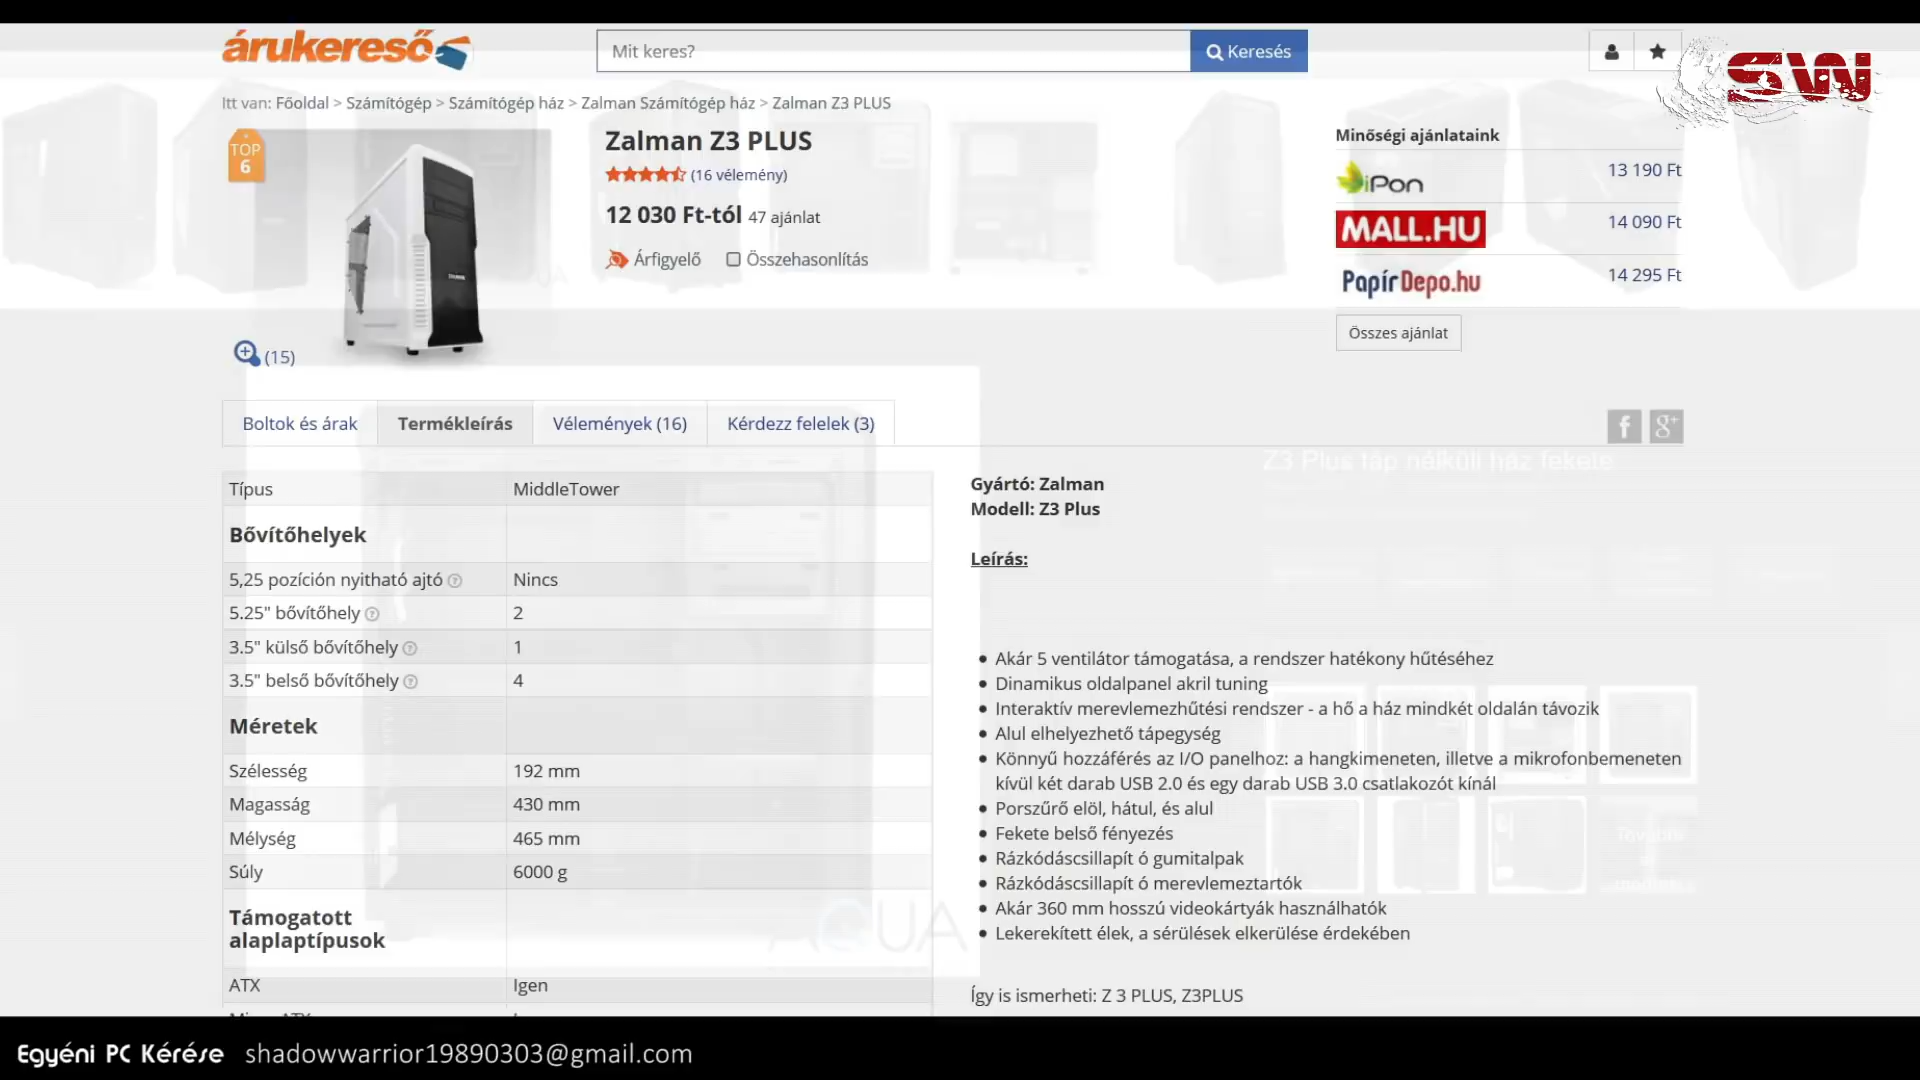 árukereső
Mit keres?
Keresés
SW
Itt van: Főoldal > Számítógép > Számítógép ház > Zalman Számítógép ház > Zalman Z3 PLUS
TOP
6
Zalman Z3 PLUS
(16 vélemény)
12 030 Ft-tól 47 ajánlat
Árfigyelő
Összehasonlítás
(15)
Minőségi ajánlataink
iPon
13 190 Ft
MALL.HU
14 090 Ft
PapírDepo.hu
14 295 Ft
Összes ajánlat
Boltok és árak
Termékleírás
Vélemények (16)
Kérdezz felelek (3)
f
g+
Z3 Plus táp nélküli ház fekete
Típus MiddleTower
Bővítőhelyek
5,25 pozíción nyitható ajtó ? Nincs
5.25" bővítőhely ? 2
3.5" külső bővítőhely ? 1
3.5" belső bővítőhely ? 4
Méretek
Szélesség 192 mm
Magasság 430 mm
Mélység 465 mm
Súly 6000 g
Támogatott
alaplaptípusok
ATX Igen
Gyártó: Zalman
Modell: Z3 Plus
Leírás:
• Akár 5 ventilátor támogatása, a rendszer hatékony hűtéséhez
• Dinamikus oldalpanel akril tuning
• Interaktív merevlemezhűtési rendszer - a hő a ház mindkét oldalán távozik
• Alul elhelyezhető tápegység
• Könnyű hozzáférés az I/O panelhoz: a hangkimeneten, illetve a mikrofonbemeneten
kívül két darab USB 2.0 és egy darab USB 3.0 csatlakozót kínál
• Porszűrő elöl, hátul, és alul
• Fekete belső fényezés
• Rázkódáscsillapít ó gumitalpak
• Rázkódáscsillapít ó merevlemeztartók
• Akár 360 mm hosszú videokártyák használhatók
• Lekerekített élek, a sérülések elkerülése érdekében
Így is ismerheti: Z 3 PLUS, Z3PLUS
Egyéni PC Kérése shadowwarrior19890303@gmail.com